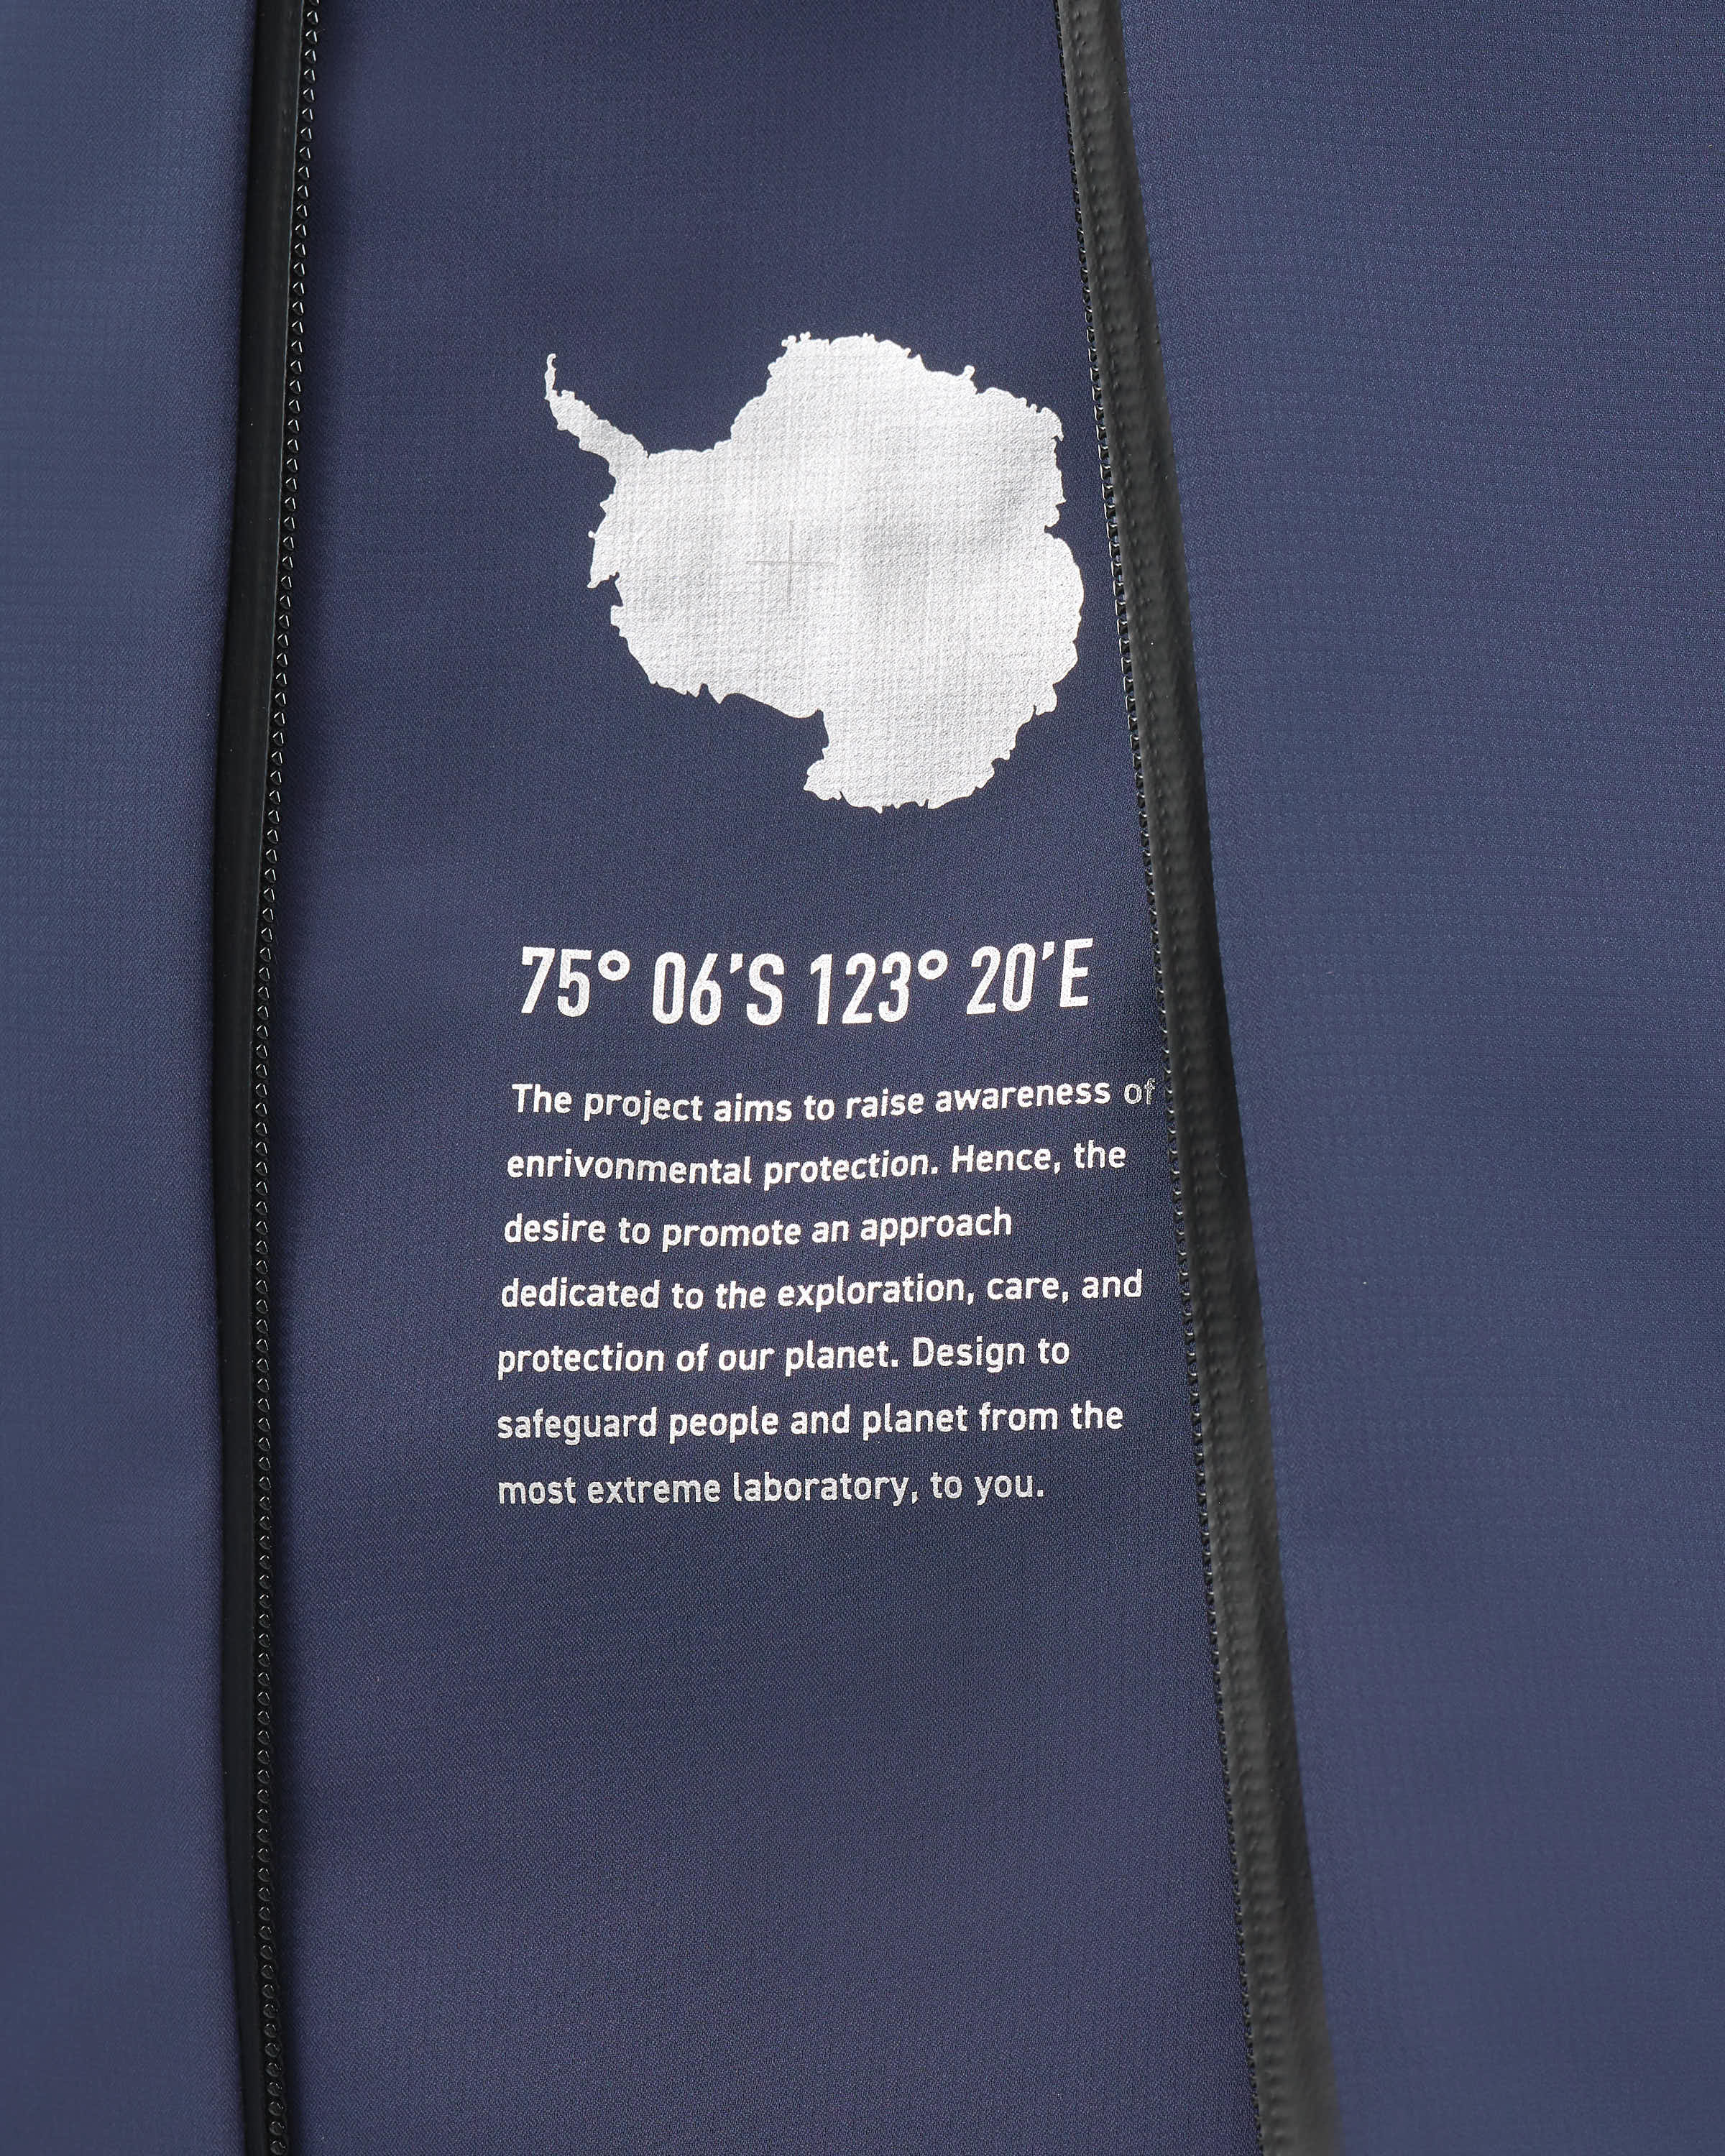 75° 06'S 123° 20'E
The project aims to raise awareness of
enrivonmental protection. Hence, the
desire to promote an approach
dedicated to the exploration, care, and
protection of our planet. Design to
safeguard people and planet from the
most extreme laboratory, to you.